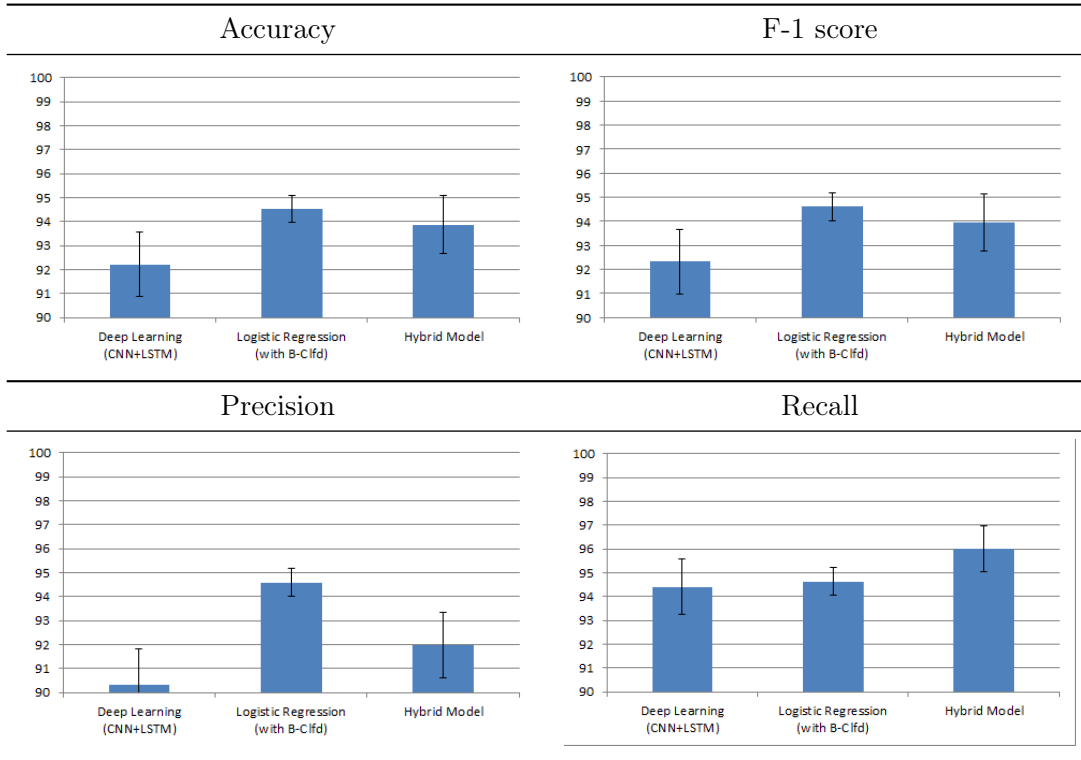 Accuracy
F-1 score
100
99
98
97
96
95
94
93
92
91
90
Deep Learning
(CNN+LSTM)
Logistic Regression
(with B-Clfd)
Hybrid Model
100
99
98
97
96
95
94
93
92
91
90
Deep Learning
(CNN+LSTM)
Logistic Regression
(with B-Clfd)
Hybrid Model
Precision
Recall
100
99
98
97
96
95
94
93
92
91
90
Deep Learning
(CNN+LSTM)
Logistic Regression
(with B-Clfd)
Hybrid Model
100
99
98
97
96
95
94
93
92
91
90
Deep Learning
(CNN+LSTM)
Logistic Regression
(with B-Clfd)
Hybrid Model